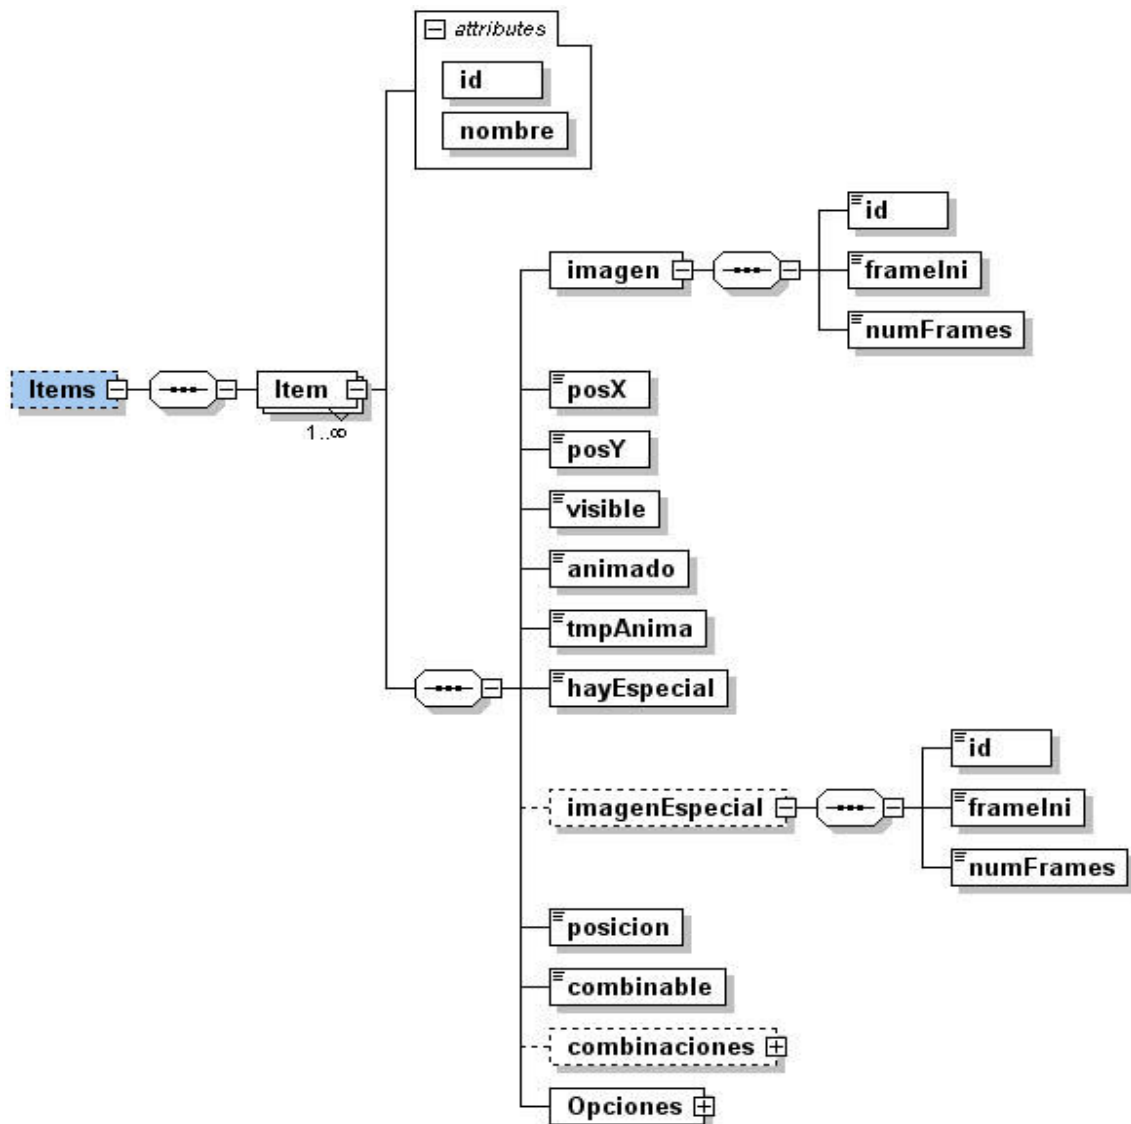 attributes
id
nombre
Items
Item
1..∞
imagen
id
frameIni
numFrames
posX
posY
visible
animado
tmpAnima
hayEspecial
imagenEspecial
id
frameIni
numFrames
posicion
combinable
combinaciones
Opciones